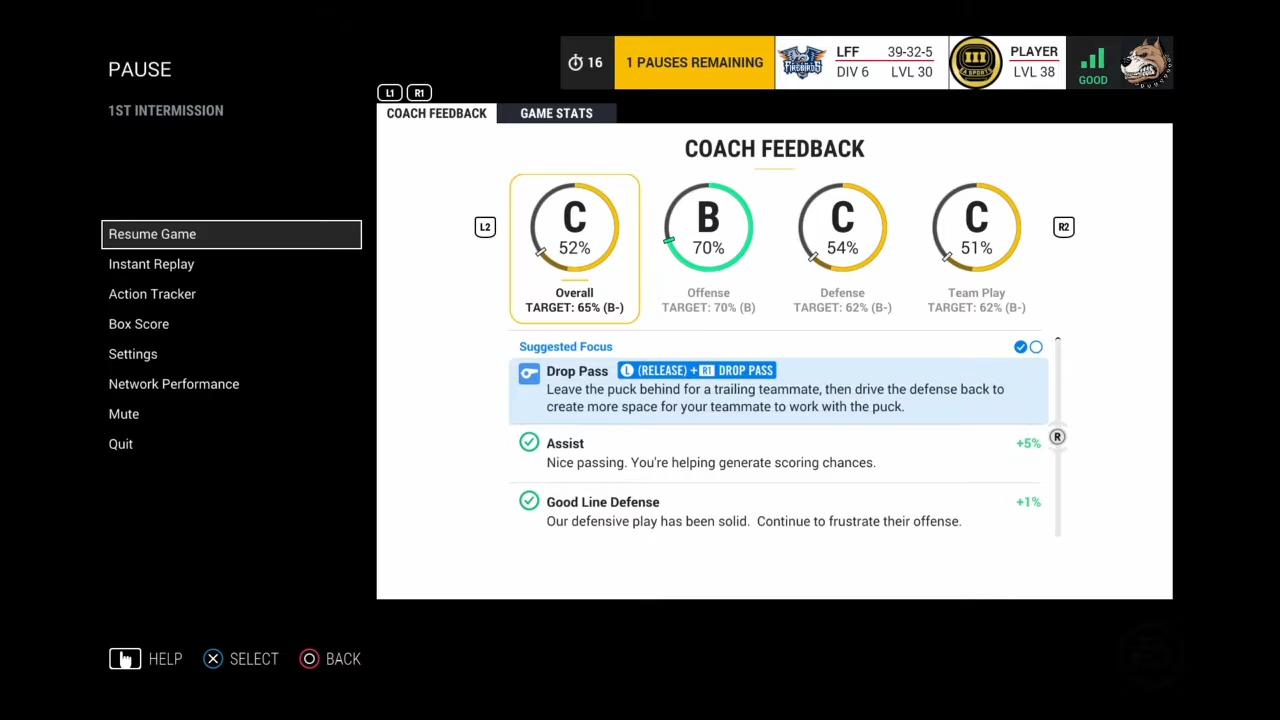 PAUSE
1ST INTERMISSION
16
1 PAUSES REMAINING
FIREBIRDS
LFF 39-32-5
DIV 6 LVL 30
III
A SPORT
PLAYER
LVL 38
GOOD
L1 R1
COACH FEEDBACK GAME STATS
COACH FEEDBACK
L2
C
52%
Overall
TARGET: 65% (B-)
B
70%
Offense
TARGET: 70% (B)
C
54%
Defense
TARGET: 62% (B-)
C
51%
Team Play
TARGET: 62% (B-)
R2
Resume Game
Instant Replay
Action Tracker
Box Score
Settings
Network Performance
Mute
Quit
Suggested Focus
Drop Pass L (RELEASE) + R1 DROP PASS
Leave the puck behind for a trailing teammate, then drive the defense back to
create more space for your teammate to work with the puck.
Assist +5%
Nice passing. You're helping generate scoring chances.
R
Good Line Defense +1%
Our defensive play has been solid.  Continue to frustrate their offense.
HELP SELECT BACK